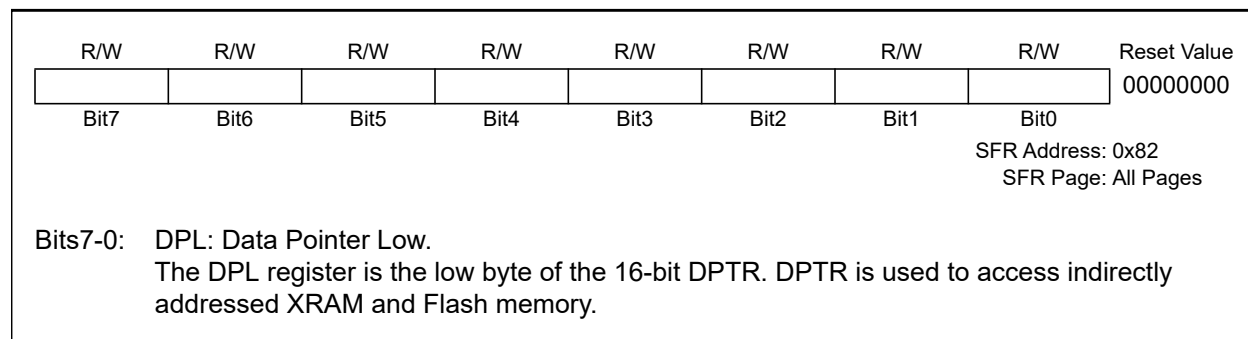 R/W R/W R/W R/W R/W R/W R/W R/W Reset Value
00000000
Bit7 Bit6 Bit5 Bit4 Bit3 Bit2 Bit1 Bit0
SFR Address: 0x82
SFR Page: All Pages
Bits7-0: DPL: Data Pointer Low.
The DPL register is the low byte of the 16-bit DPTR. DPTR is used to access indirectly
addressed XRAM and Flash memory.